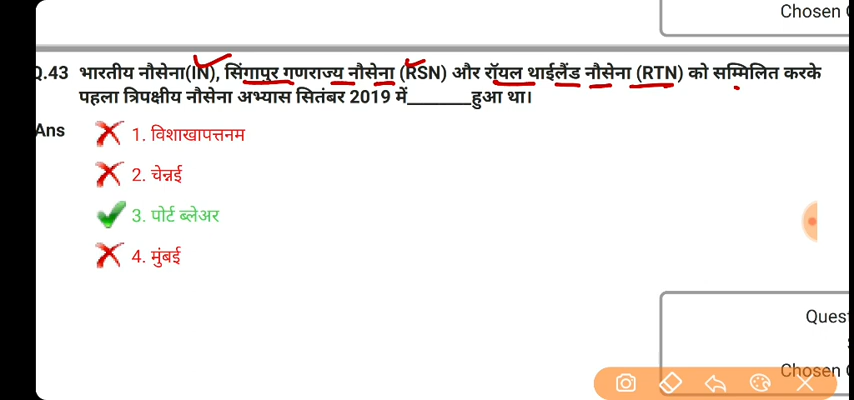 Chosen
Q.43 भारतीय नौसेना(IN), सिंगापुर गणराज्य नौसेना (RSN) और रॉयल थाईलैंड नौसेना (RTN) को सम्मिलित करके
पहला त्रिपक्षीय नौसेना अभ्यास सितंबर 2019 में_______हुआ था।
Ans
1. विशाखापत्तनम
2. चेन्नई
3. पोर्ट ब्लेअर
4. मुंबई
Ques
Chosen